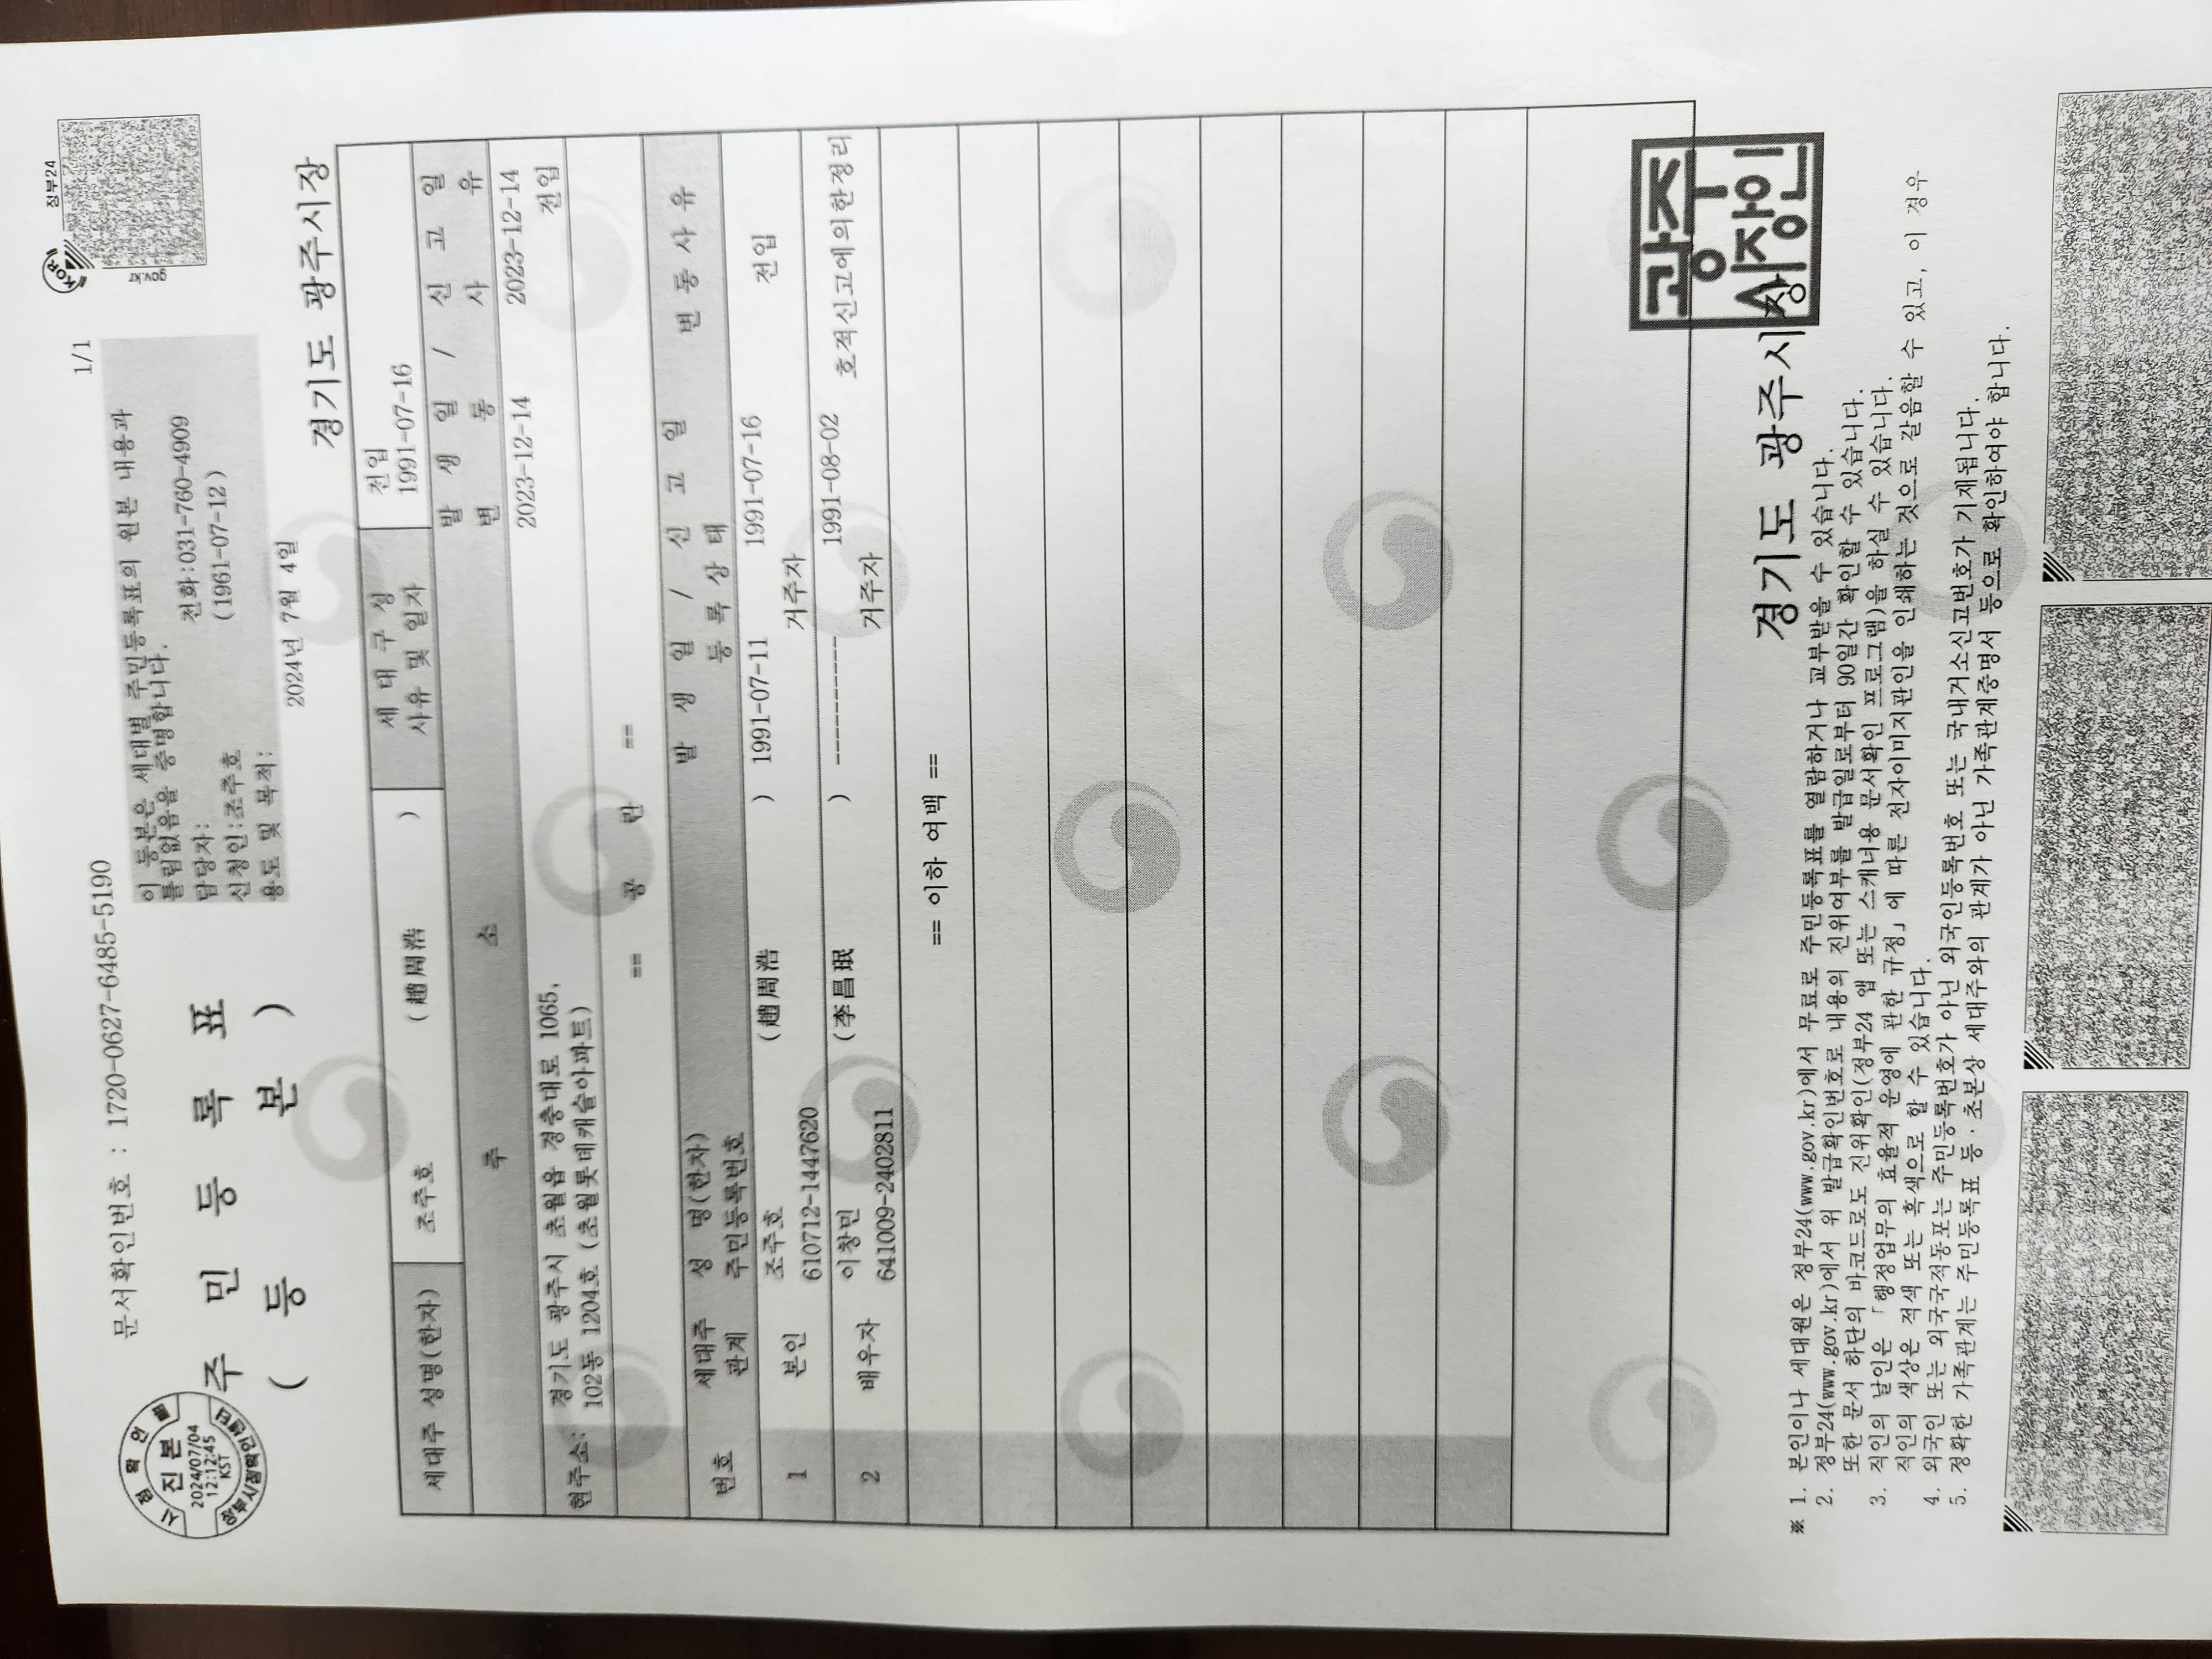 1/1
정부24
KOR
gov.kr
문서확인번호 : 1720-0627-6485-5190
시점확인필
진본
2024/07/04
12:12:45
KST
정부시점확인센터
주 민 등 록 표
( 등 본 )
이 등본은 세대별 주민등록표의 원본 내용과
틀림없음을 증명합니다.
담당자: 전화:031-760-4909
신청인:조주호 (1961-07-12 )
용도 및 목적:
2024년 7월 4일
경기도 광주시장
세대주 성명(한자) 조주호 (趙周浩 ) 세 대 구 성 사유 및 일자 전입 1991-07-16
주 소 발 생 일 / 신 고 일
변 동 사 유
현주소: 경기도 광주시 초월읍 경충대로 1065, 2023-12-14 2023-12-14
102동 1204호 (초월롯데캐슬아파트) 전입
== 공 란 ==
번호 세대주 관계 성 명(한자) 주민등록번호 발 생 일 / 신 고 일 등 록 상 태 변 동 사 유
1 본인 조주호 (趙周浩 ) 1991-07-11 1991-07-16 전입
610712-1447620 거주자
2 배우자 이창민 (李昌珉 ) ---------- 1991-08-02 호적신고에의한정리
641009-2402811 거주자
== 이하 여백 ==
경기도 광주시장
광주
시장인
※ 1. 본인이나 세대원은 정부24(www.gov.kr)에서 무료로 주민등록표를 열람하거나 교부받을 수 있습니다.
2. 정부24(www.gov.kr)에서 위 발급확인번호로 내용의 진위여부를 발급일로부터 90일간 확인할 수 있습니다.
또한 문서 하단의 바코드로도 진위확인(정부24 앱 또는 스캐너용 문서확인 프로그램)을 하실 수 있습니다.
3. 직인의 날인은 「행정업무의 효율적 운영에 관한 규정」에 따른 전자이미지관인을 인쇄하는 것으로 갈음할 수 있고, 이 경우
직인의 색상은 적색 또는 흑색으로 할 수 있습니다.
4. 외국인 또는 외국국적동포는 주민등록번호가 아닌 외국인등록번호 또는 국내거소신고번호가 기재됩니다.
5. 정확한 가족관계는 주민등록표 등·초본상 세대주와의 관계가 아닌 가족관계증명서 등으로 확인하여야 합니다.